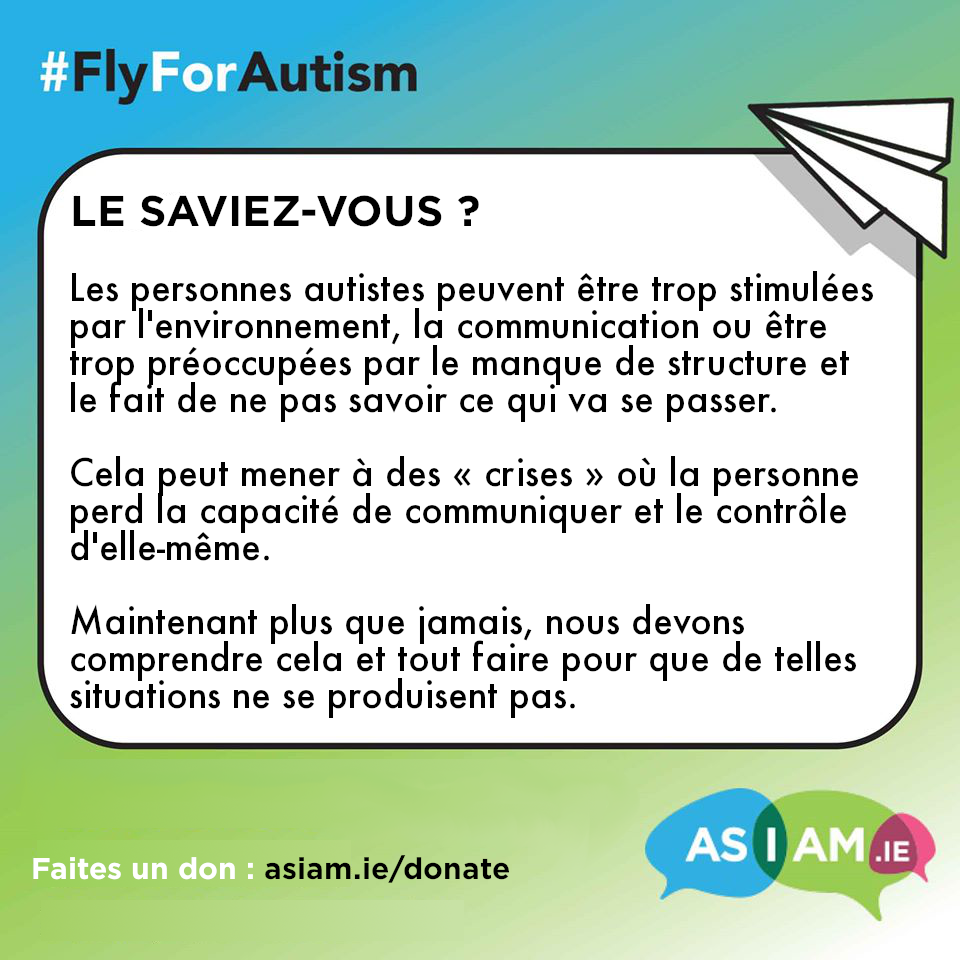 #FlyForAutism
LE SAVIEZ-VOUS ?
Les personnes autistes peuvent être trop stimulées
par l'environnement, la communication ou être
trop préoccupées par le manque de structure et
le fait de ne pas savoir ce qui va se passer.
Cela peut mener à des « crises » où la personne
perd la capacité de communiquer et le contrôle
d'elle-même.
Maintenant plus que jamais, nous devons
comprendre cela et tout faire pour que de telles
situations ne se produisent pas.
AS I AM.IE
Faites un don : asiam.ie/donate